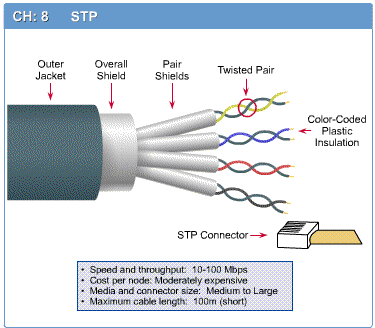 CH: 8 STP
Outer
Jacket
Overall
Shield
Pair
Shields
Twisted Pair
Color-Coded
Plastic
Insulation
STP Connector
• Speed and throughput: 10-100 Mbps
• Cost per node: Moderately expensive
• Media and connector size: Medium to Large
• Maximum cable length: 100m (short)